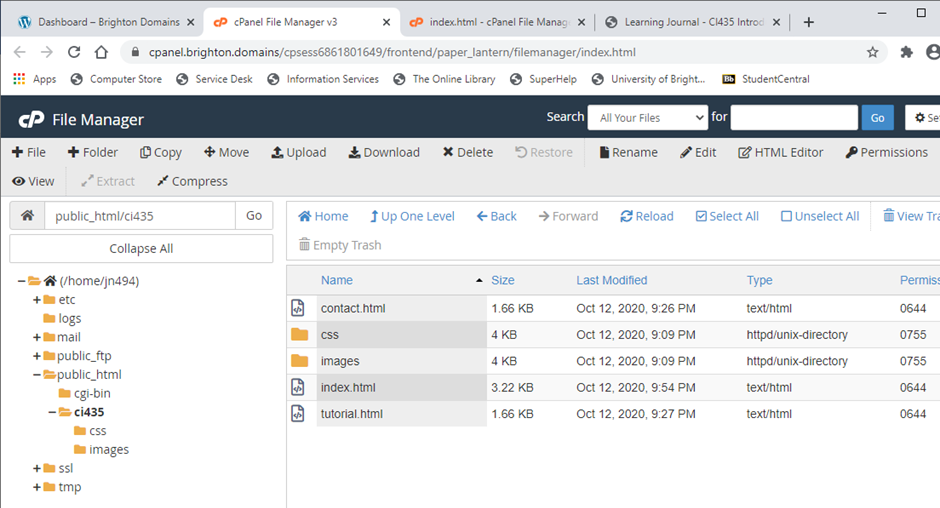 Dashboard – Brighton Domains
cPanel File Manager v3
index.html - cPanel File Manag
Learning Journal - CI435 Introd
cpanel.brighton.domains/cpsess6861801649/frontend/paper_lantern/filemanager/index.html
Apps Computer Store Service Desk Information Services The Online Library SuperHelp University of Bright... Bb StudentCentral
cP File Manager Search All Your Files for Go Se
+ File + Folder Copy Move Upload Download Delete Restore Rename Edit HTML Editor Permissions
View Extract Compress
public_html/ci435 Go
Collapse All
(/home/jn494)
etc
logs
mail
public_ftp
public_html
cgi-bin
ci435
css
images
ssl
tmp
Home Up One Level Back Forward Reload Select All Unselect All View Tra
Empty Trash
Name Size Last Modified Type Permiss
contact.html 1.66 KB Oct 12, 2020, 9:26 PM text/html 0644
css 4 KB Oct 12, 2020, 9:09 PM httpd/unix-directory 0755
images 4 KB Oct 12, 2020, 9:09 PM httpd/unix-directory 0755
index.html 3.22 KB Oct 12, 2020, 9:54 PM text/html 0644
tutorial.html 1.66 KB Oct 12, 2020, 9:27 PM text/html 0644